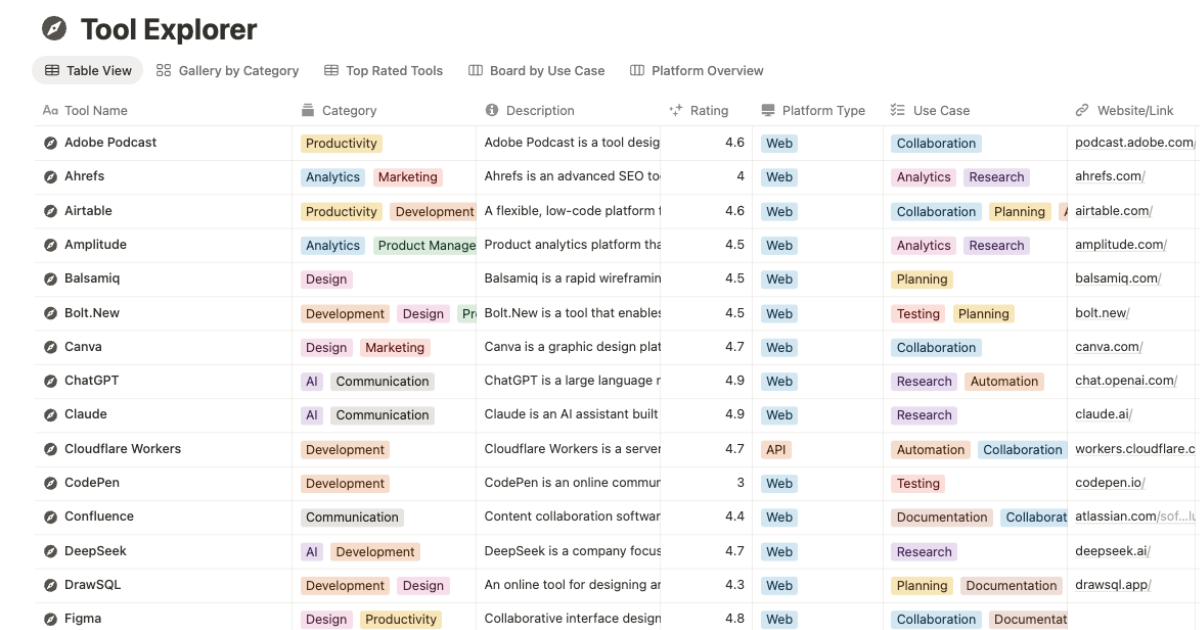 Tool Explorer
Table View Gallery by Category Top Rated Tools Board by Use Case Platform Overview
Aa Tool Name Category Description Rating Platform Type Use Case Website/Link
Adobe Podcast Productivity Adobe Podcast is a tool desig 4.6 Web Collaboration podcast.adobe.com/
Ahrefs Analytics Marketing Ahrefs is an advanced SEO to 4 Web Analytics Research ahrefs.com/
Airtable Productivity Development A flexible, low-code platform f 4.6 Web Collaboration Planning airtable.com/
Amplitude Analytics Product Manage Product analytics platform tha 4.5 Web Analytics Research amplitude.com/
Balsamiq Design Balsamiq is a rapid wireframin 4.5 Web Planning balsamiq.com/
Bolt.New Development Design Pr Bolt.New is a tool that enables 4.5 Web Testing Planning bolt.new/
Canva Design Marketing Canva is a graphic design plat 4.7 Web Collaboration canva.com/
ChatGPT AI Communication ChatGPT is a large language 4.9 Web Research Automation chat.openai.com/
Claude AI Communication Claude is an AI assistant built 4.9 Web Research claude.ai/
Cloudflare Workers Development Cloudflare Workers is a server 4.7 API Automation Collaboration workers.cloudflare.c
CodePen Development CodePen is an online commun 3 Web Testing codepen.io/
Confluence Communication Content collaboration softwar 4.4 Web Documentation Collaborat atlassian.com/sof...lu
DeepSeek AI Development DeepSeek is a company focus 4.7 Web Research deepseek.ai/
DrawSQL Development Design An online tool for designing ar 4.3 Web Planning Documentation drawsql.app/
Figma Design Productivity Collaborative interface design 4.8 Web Collaboration Documentat figma.com/